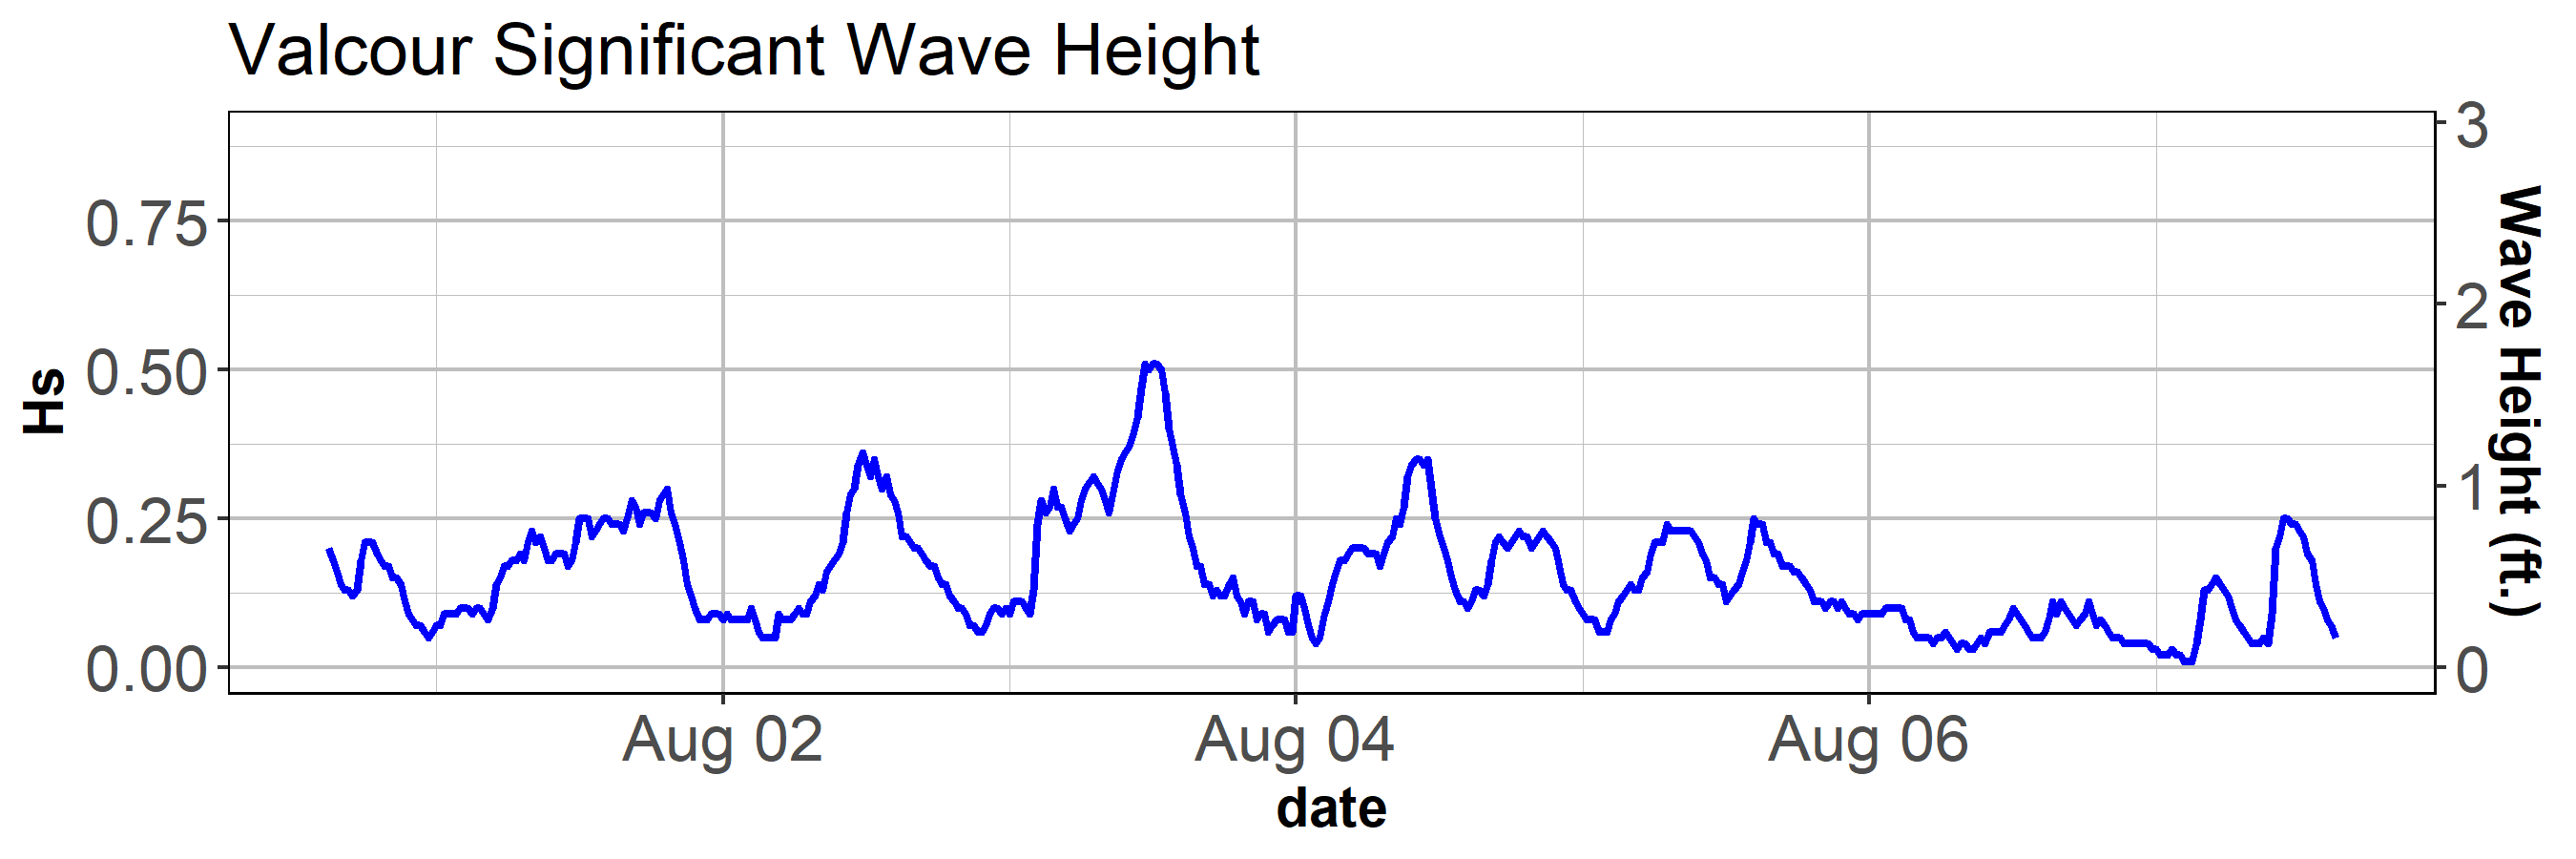 Valcour Significant Wave Height
Hs
0.75
0.50
0.25
0.00
3
2
1
0
Wave Height (ft.)
Aug 02
Aug 04
Aug 06
date